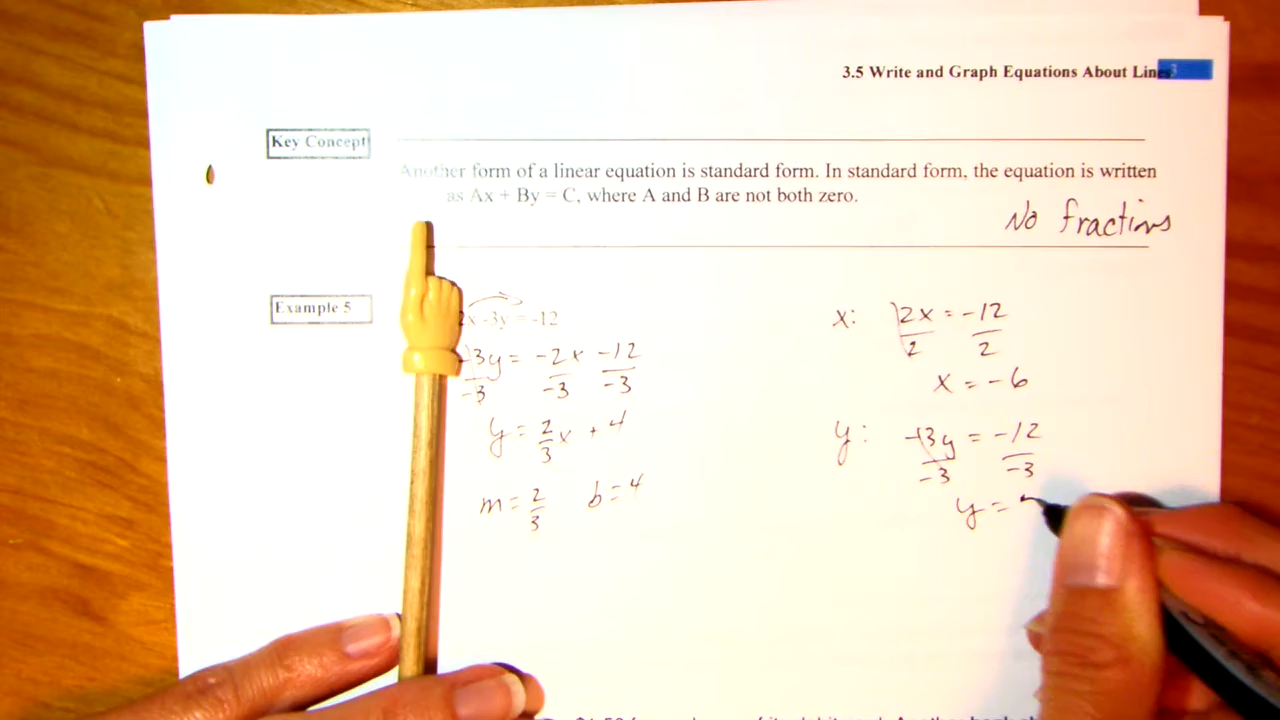 3.5 Write and Graph Equations About Lines 3
Key Concept
Another form of a linear equation is standard form. In standard form, the equation is written
as Ax + By = C, where A and B are not both zero.
No fractions
Example 5
2x -3y = -12
-3y = -2x -12
-3 -3 -3
y = 2/3 x + 4
m = 2/3 b = 4
x: 2x = -12
2 2
x = -6
y: -3y = -12
-3 -3
y =